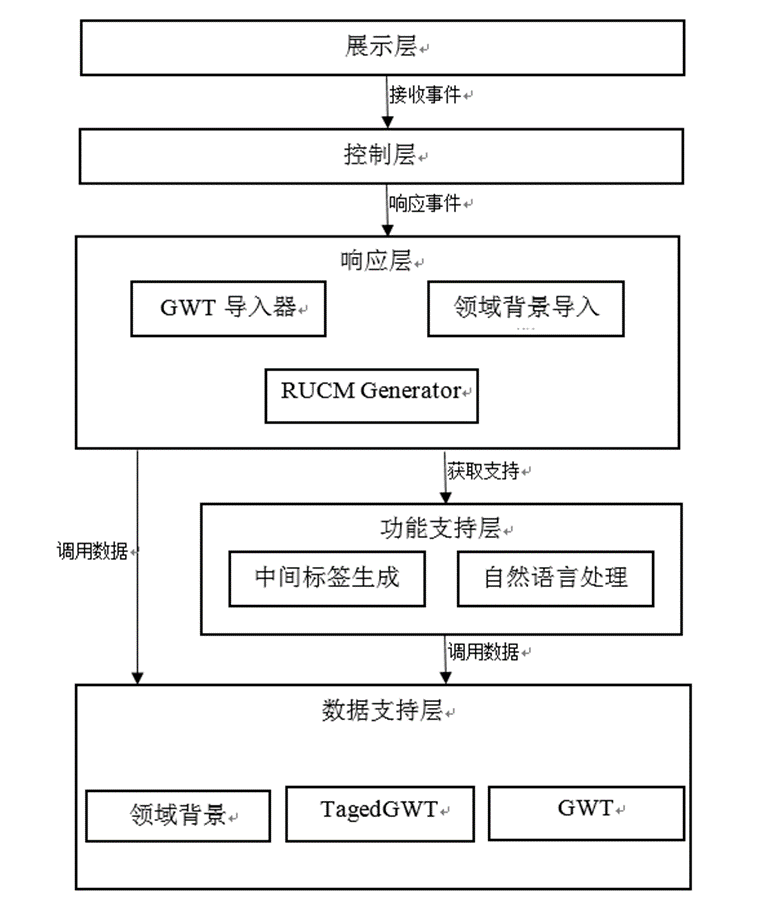 展示层
接收事件
控制层
响应事件
响应层
GWT 导入器
领域背景导入
RUCM Generator
获取支持
功能支持层
调用数据
中间标签生成
自然语言处理
调用数据
数据支持层
领域背景
TagedGWT
GWT